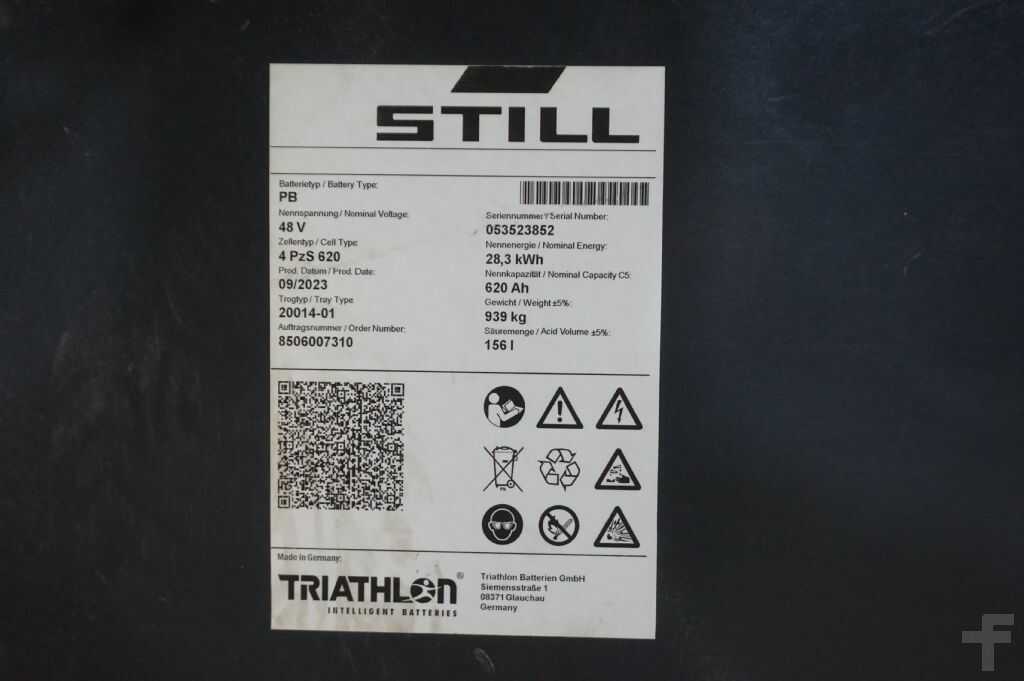 STILL
Batterietyp / Battery Type:
PB
Nennspannung / Nominal Voltage:
48 V
Zellentyp / Cell Type:
4 PzS 620
Prod. Datum / Prod. Date:
09/2023
Trogtyp / Tray Type
20014-01
Auftragsnummer / Order Number:
8506007310
Seriennummer / Serial Number:
053523852
Nennenergie / Nominal Energy:
28,3 kWh
Nennkapazität / Nominal Capacity C5:
620 Ah
Gewicht / Weight ±5%:
939 kg
Säuremenge / Acid Volume ±5%:
156 l
Pb
Made in Germany:
TRIATHLON®
INTELLIGENT BATTERIES
Triathlon Batterien GmbH
Siemensstraße 1
08371 Glauchau
Germany